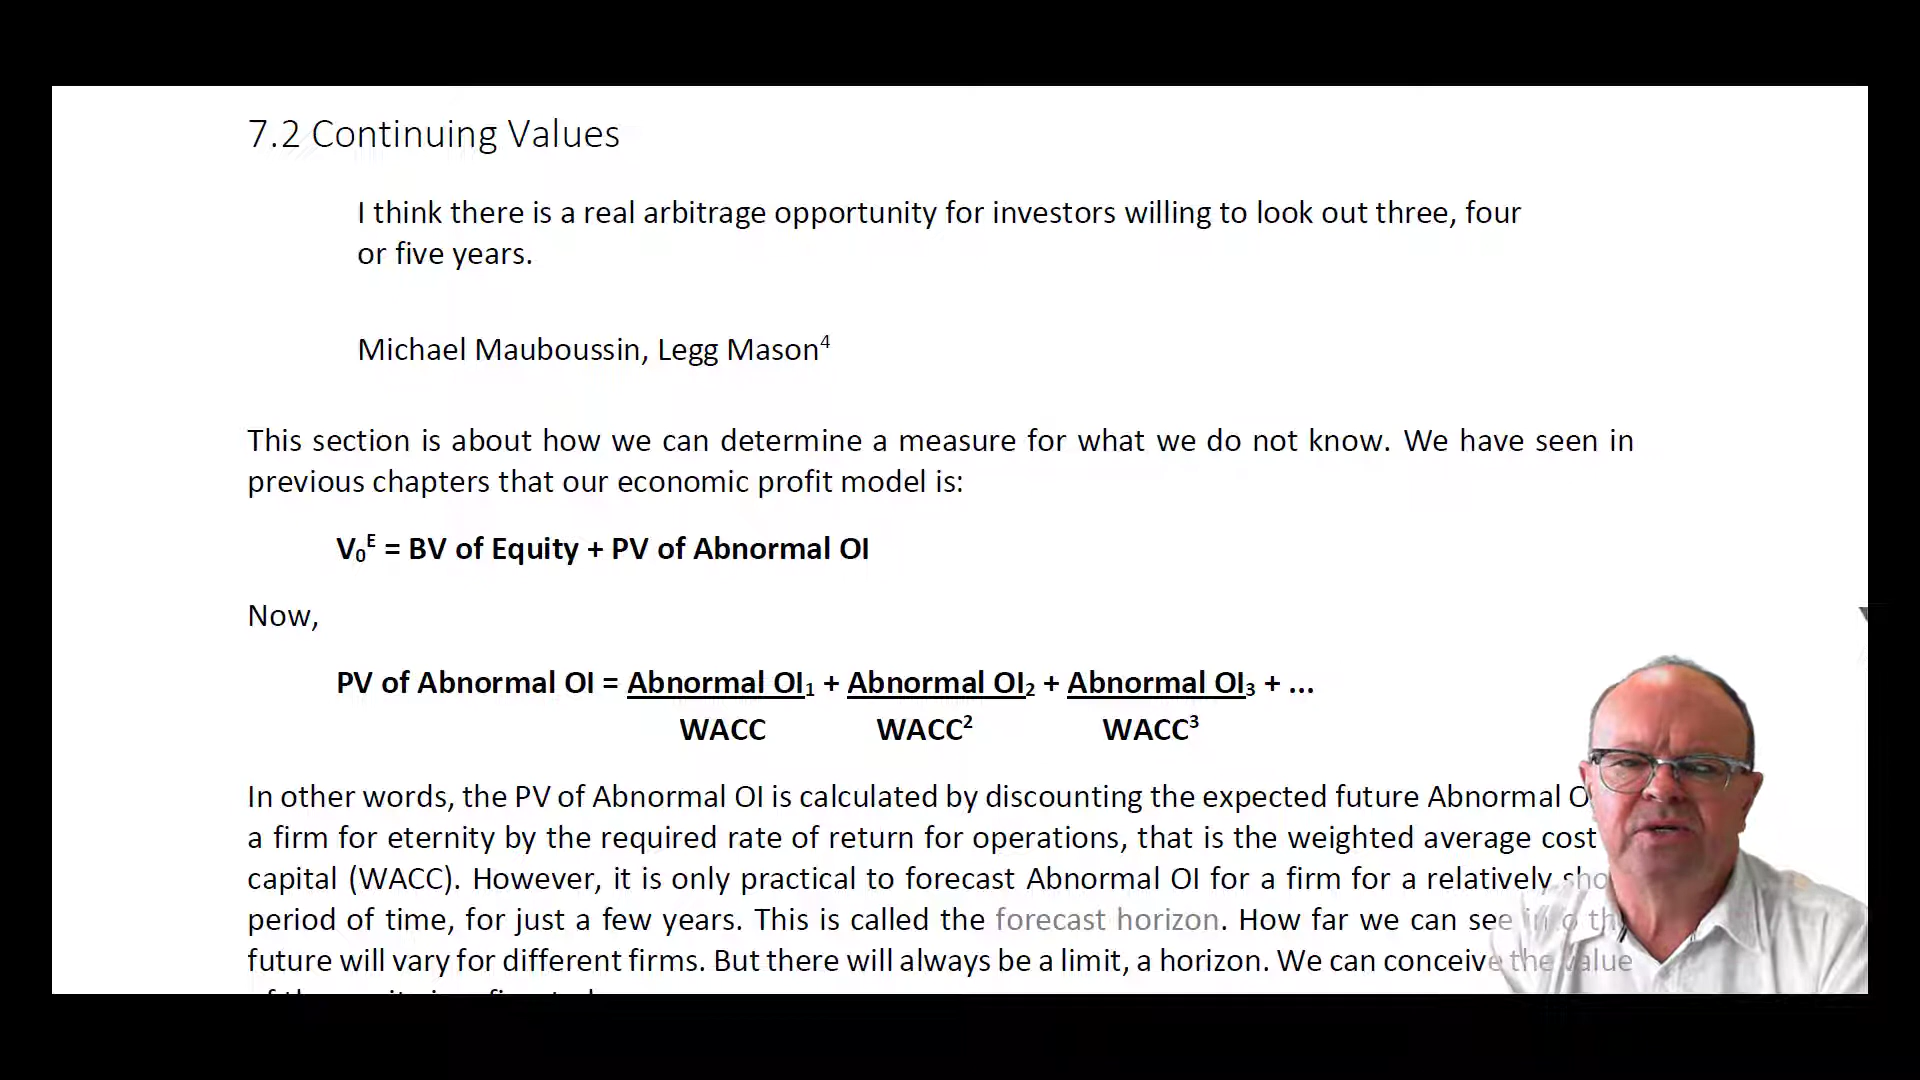 7.2 Continuing Values
I think there is a real arbitrage opportunity for investors willing to look out three, four
or five years.
Michael Mauboussin, Legg Mason⁴
This section is about how we can determine a measure for what we do not know. We have seen in
previous chapters that our economic profit model is:
V₀ᴱ = BV of Equity + PV of Abnormal OI
Now,
PV of Abnormal OI = Abnormal OI₁ + Abnormal OI₂ + Abnormal OI₃ + ...
WACC WACC² WACC³
In other words, the PV of Abnormal OI is calculated by discounting the expected future Abnormal
a firm for eternity by the required rate of return for operations, that is the weighted average cost
capital (WACC). However, it is only practical to forecast Abnormal OI for a firm for a relatively
period of time, for just a few years. This is called the forecast horizon. How far we can see
future will vary for different firms. But there will always be a limit, a horizon. We can conceive the value